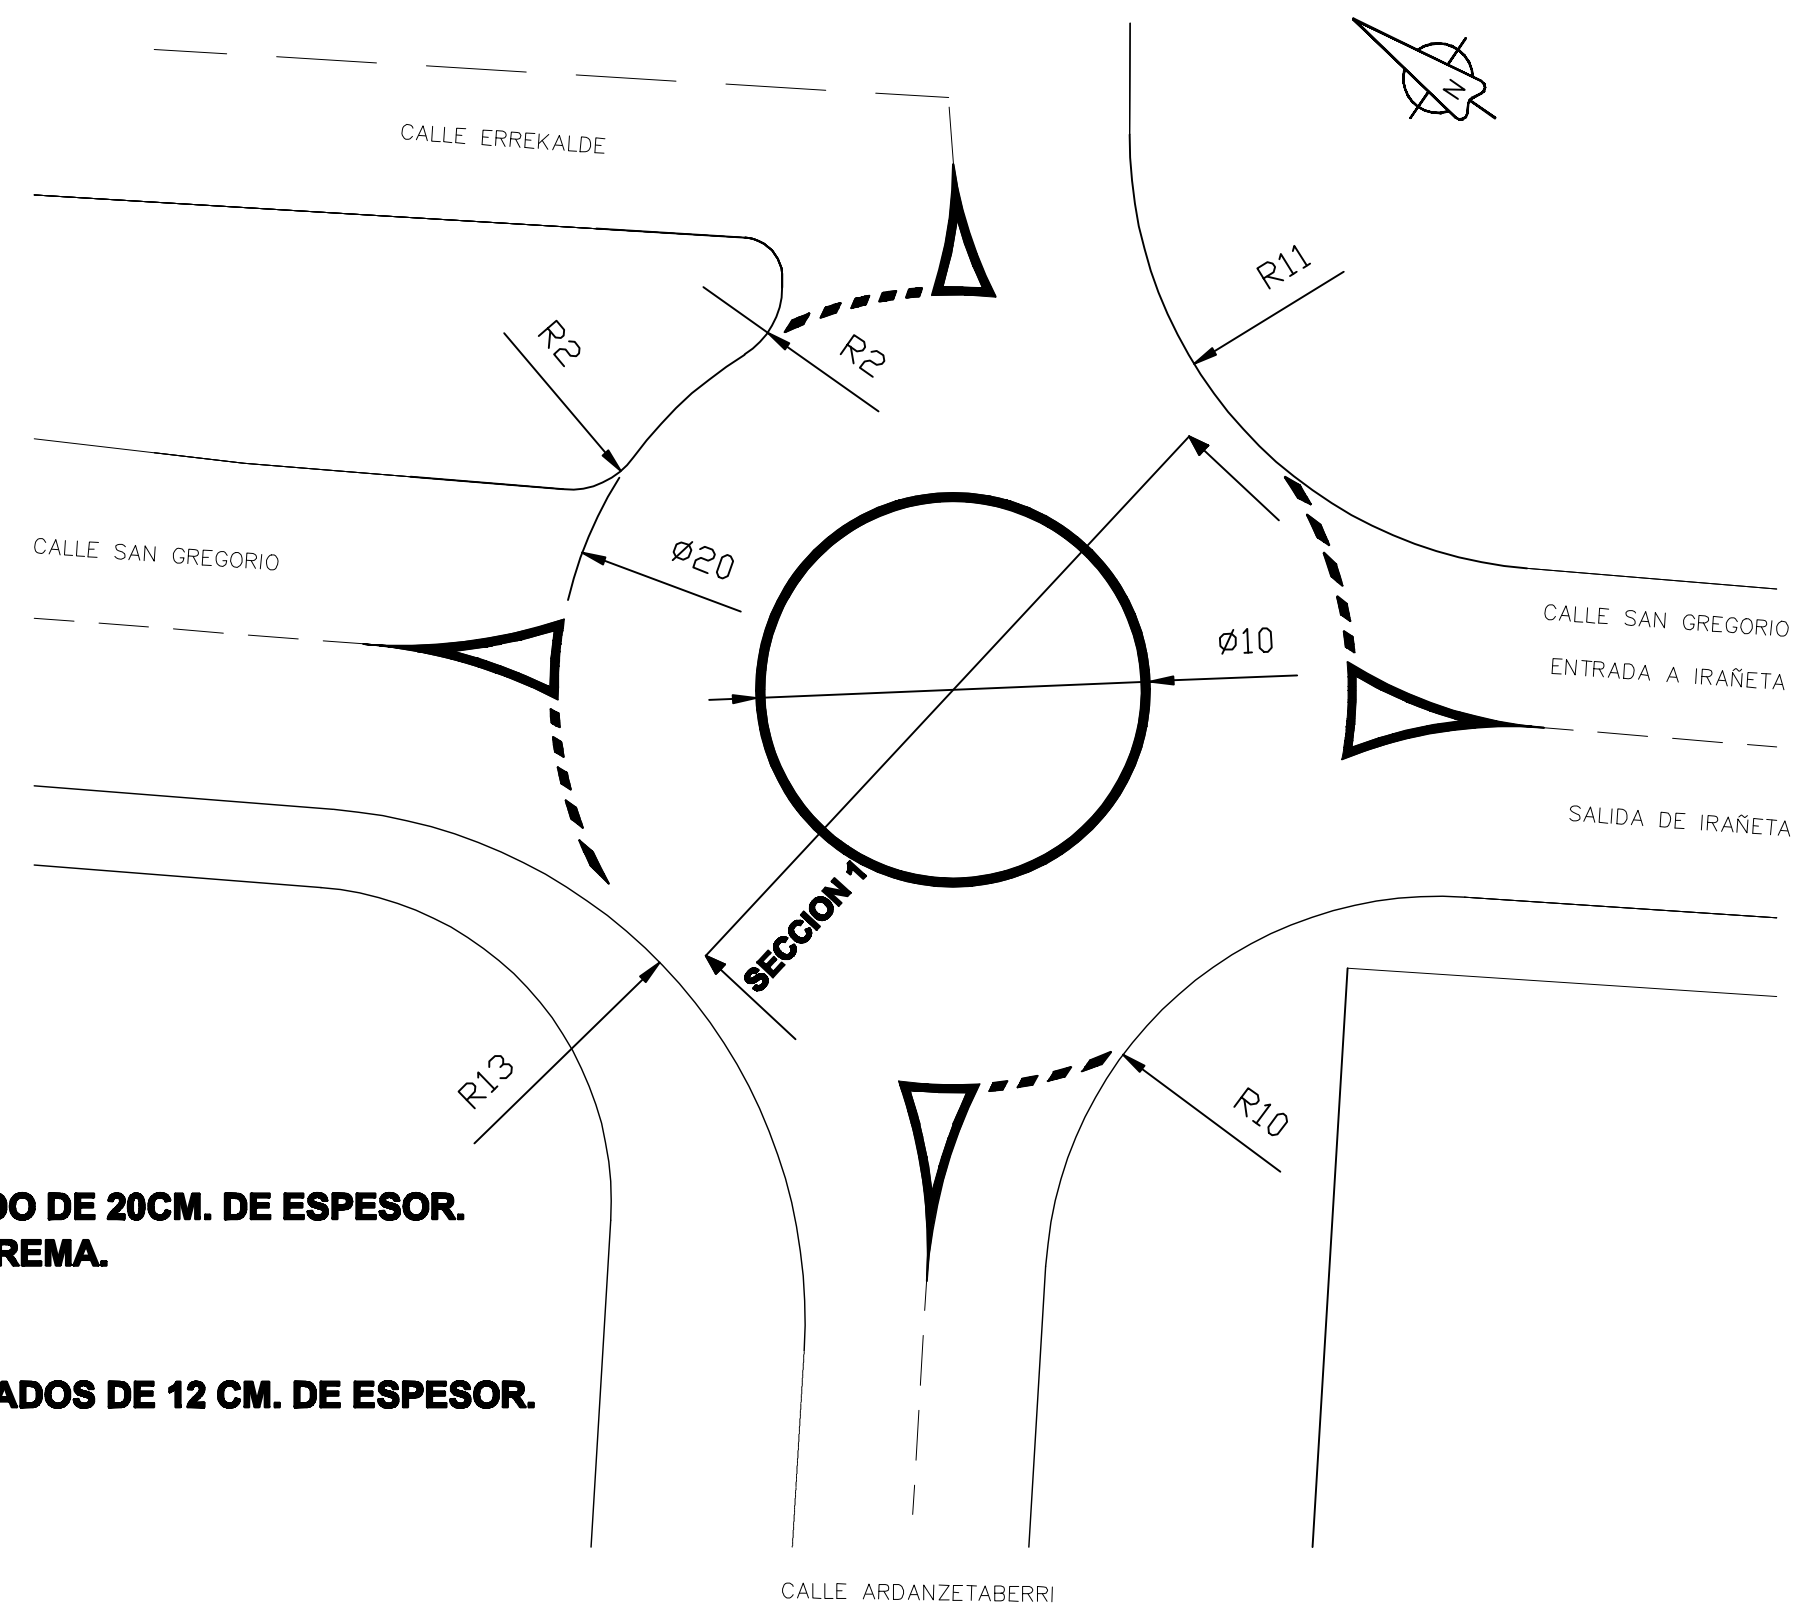 N
CALLE ERREKALDE
R11
R2
R2
CALLE SAN GREGORIO
Ø20
Ø10
CALLE SAN GREGORIO
ENTRADA A IRAÑETA
SALIDA DE IRAÑETA
SECCION 1
R13
R10
DO DE 20CM. DE ESPESOR.
REMA.
ADOS DE 12 CM. DE ESPESOR.
CALLE ARDANZETABERRI